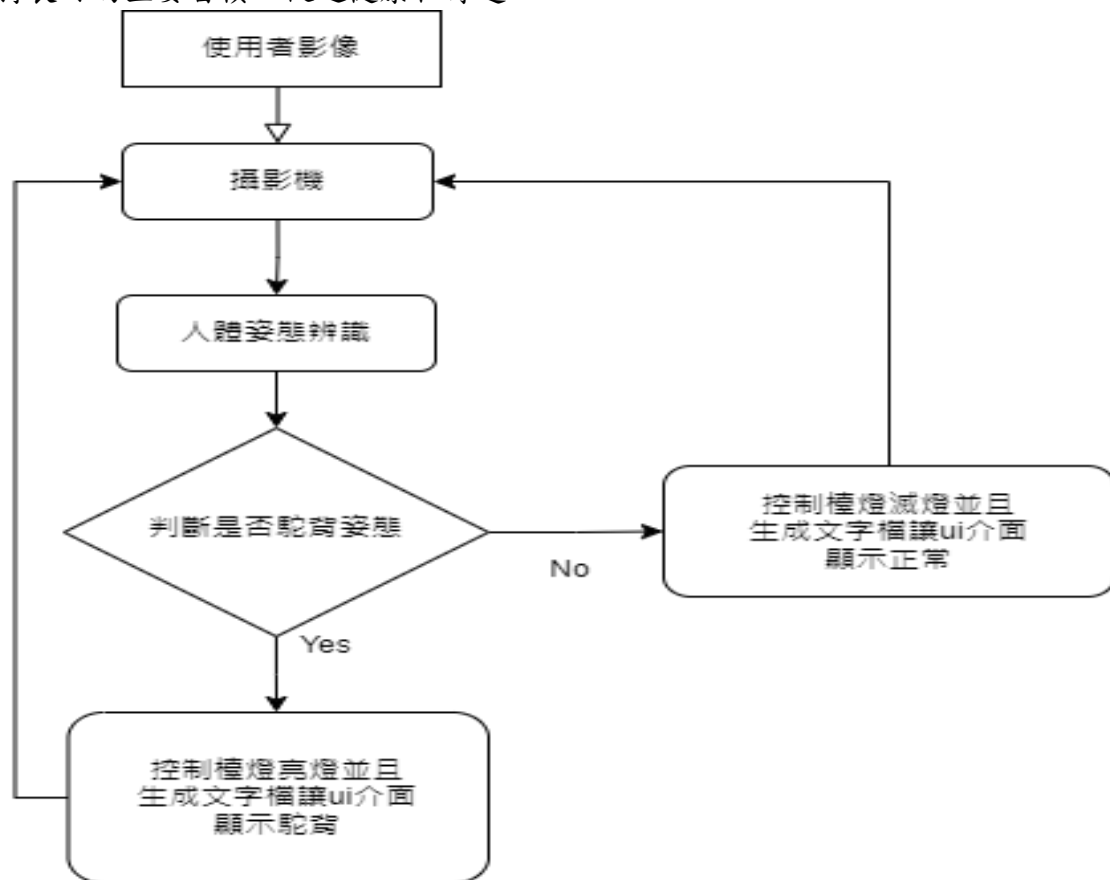 使用者影像
攝影機
人體姿態辨識
判斷是否駝背姿態
No
Yes
控制檯燈滅燈並且
生成文字檔讓ui介面
顯示正常
控制檯燈亮燈並且
生成文字檔讓ui介面
顯示駝背